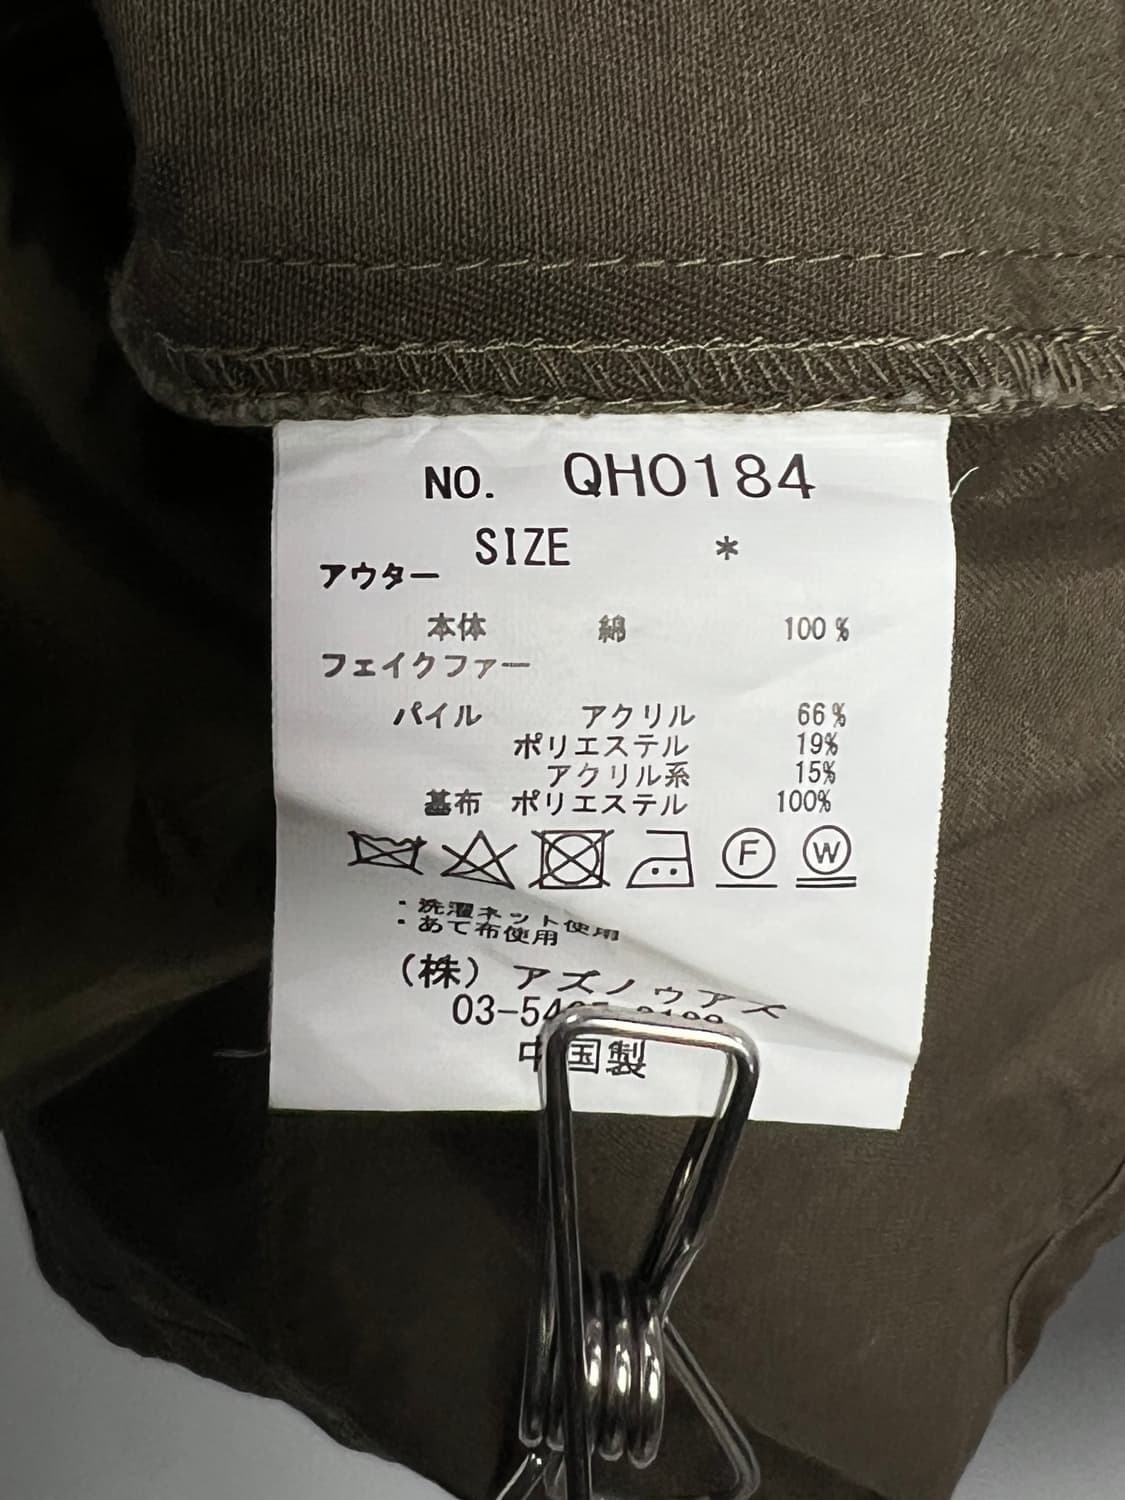 NO. QH0184
SIZE *
アウター
本体 綿 100%
フェイクファー
パイル アクリル 66%
ポリエステル 19%
アクリル系 15%
基布 ポリエステル 100%
F W
・洗濯ネット使用
・あて布使用
(株) アズノウアズ
03-54
中国製